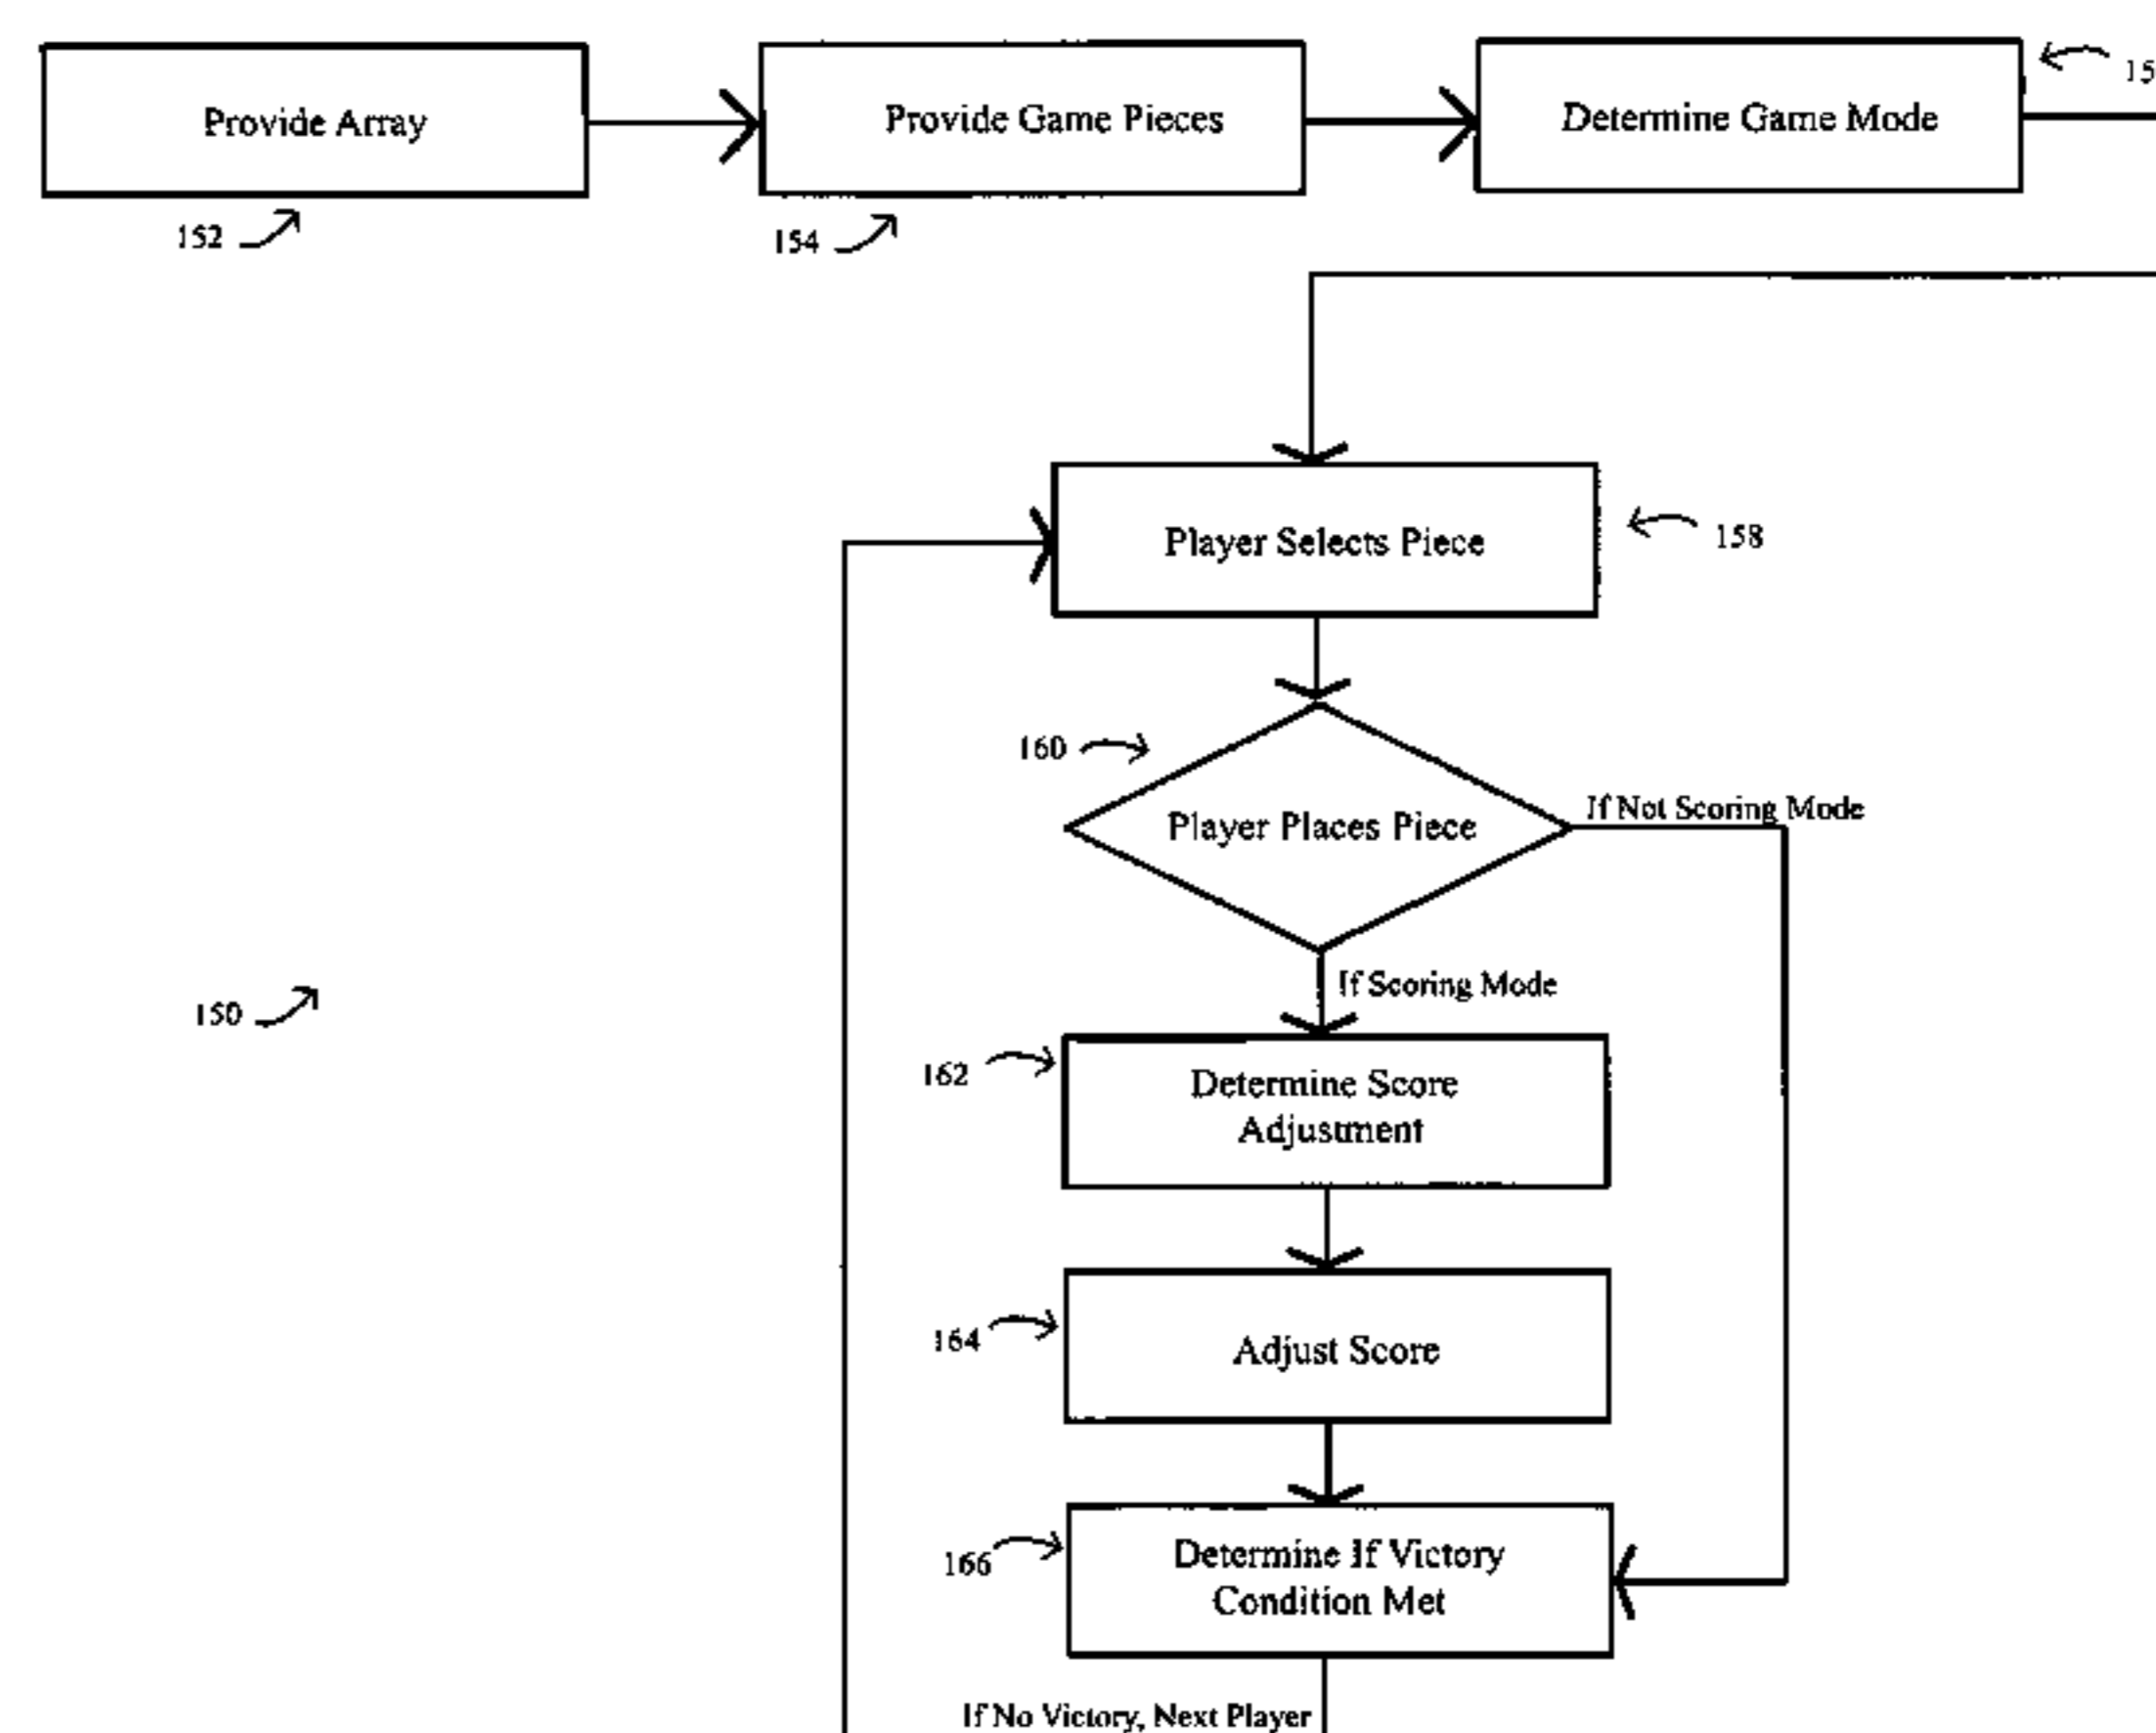 Provide Array
Provide Game Pieces
Determine Game Mode
15
152
154
Player Selects Piece
158
160
Player Places Piece
If Not Scoring Mode
If Scoring Mode
150
162
Determine Score
Adjustment
164
Adjust Score
166
Determine If Victory
Condition Met
If No Victory, Next Player